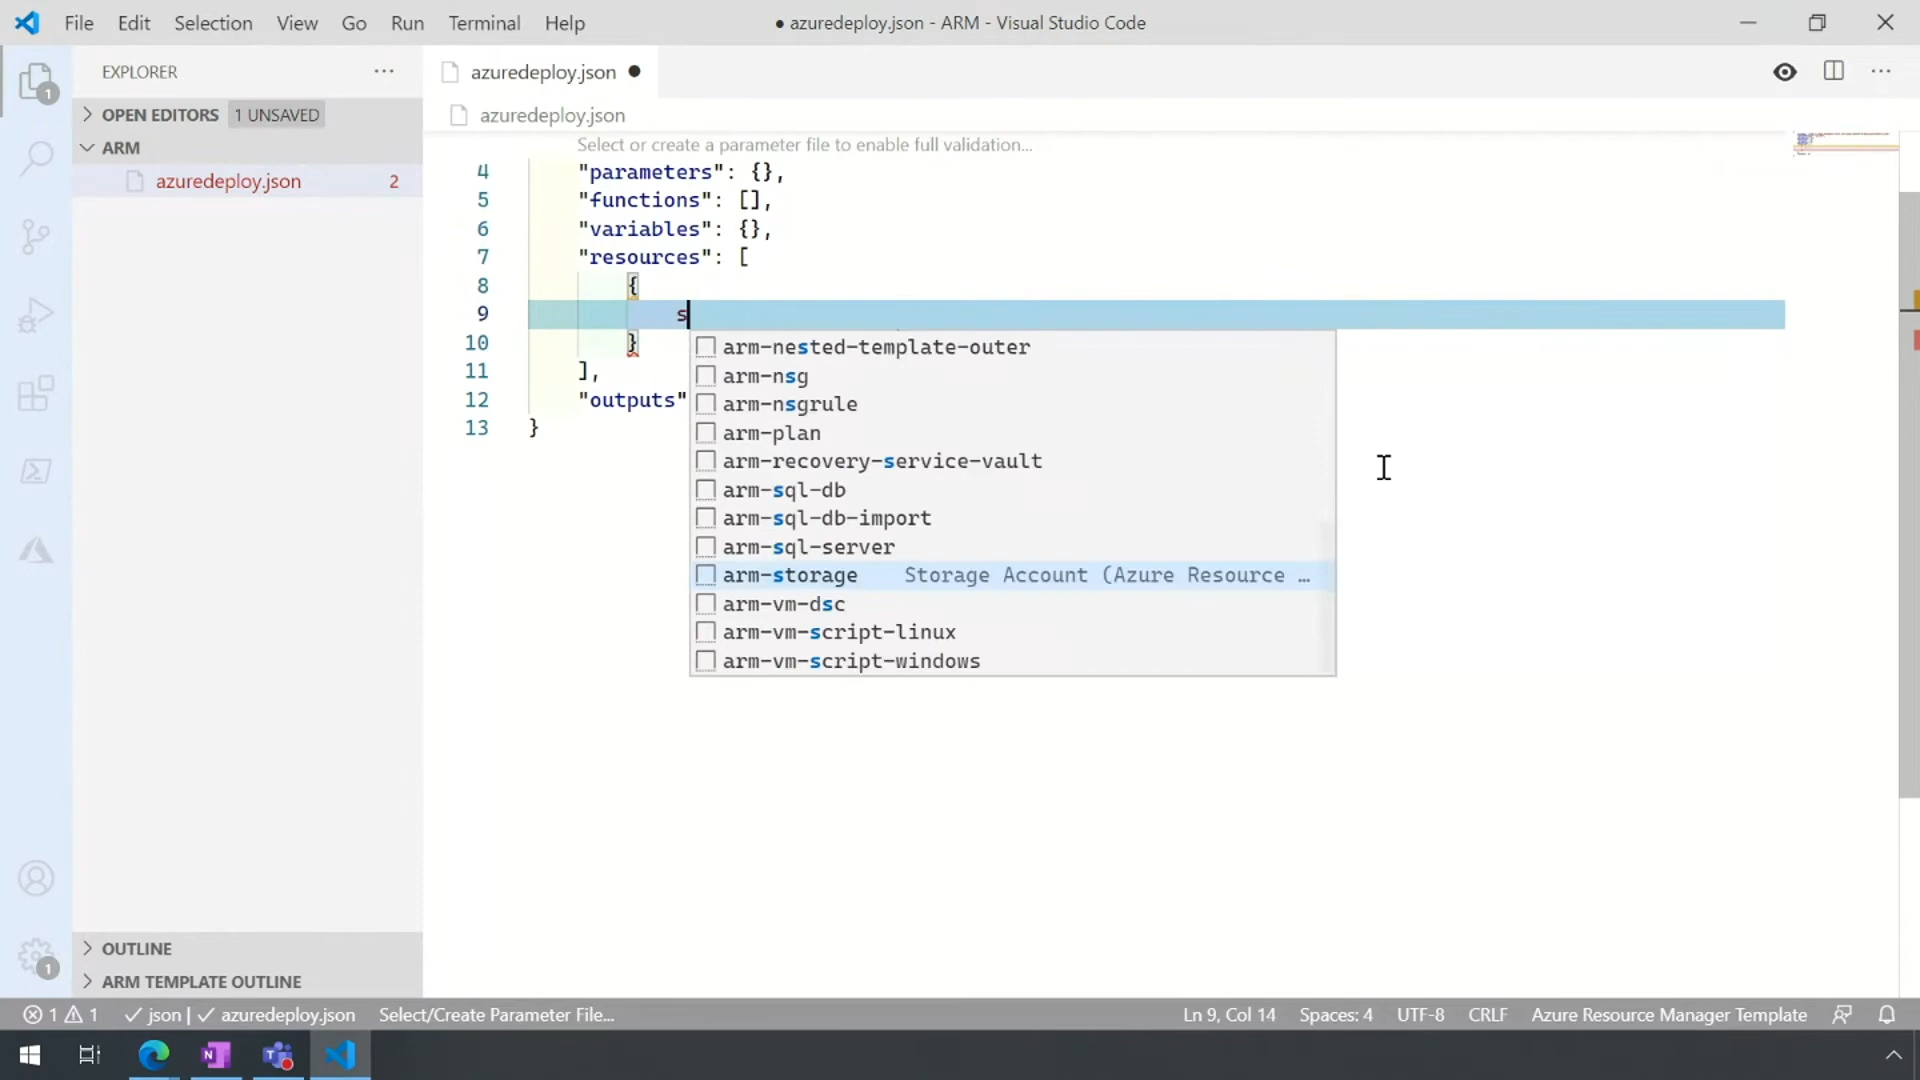 File Edit Selection View Go Run Terminal Help
● azuredeploy.json - ARM - Visual Studio Code
EXPLORER
OPEN EDITORS 1 UNSAVED
ARM
azuredeploy.json 2
1
azuredeploy.json ●
azuredeploy.json
Select or create a parameter file to enable full validation...
4 "parameters": {},
5 "functions": [],
6 "variables": {},
7 "resources": [
8 {
9 s
10 }
11 ],
12 "outputs"
13 }
arm-nested-template-outer
arm-nsg
arm-nsgrule
arm-plan
arm-recovery-service-vault
arm-sql-db
arm-sql-db-import
arm-sql-server
arm-storage Storage Account (Azure Resource …
arm-vm-dsc
arm-vm-script-linux
arm-vm-script-windows
OUTLINE
ARM TEMPLATE OUTLINE
1
1 1 json | azuredeploy.json Select/Create Parameter File... Ln 9, Col 14 Spaces: 4 UTF-8 CRLF Azure Resource Manager Template